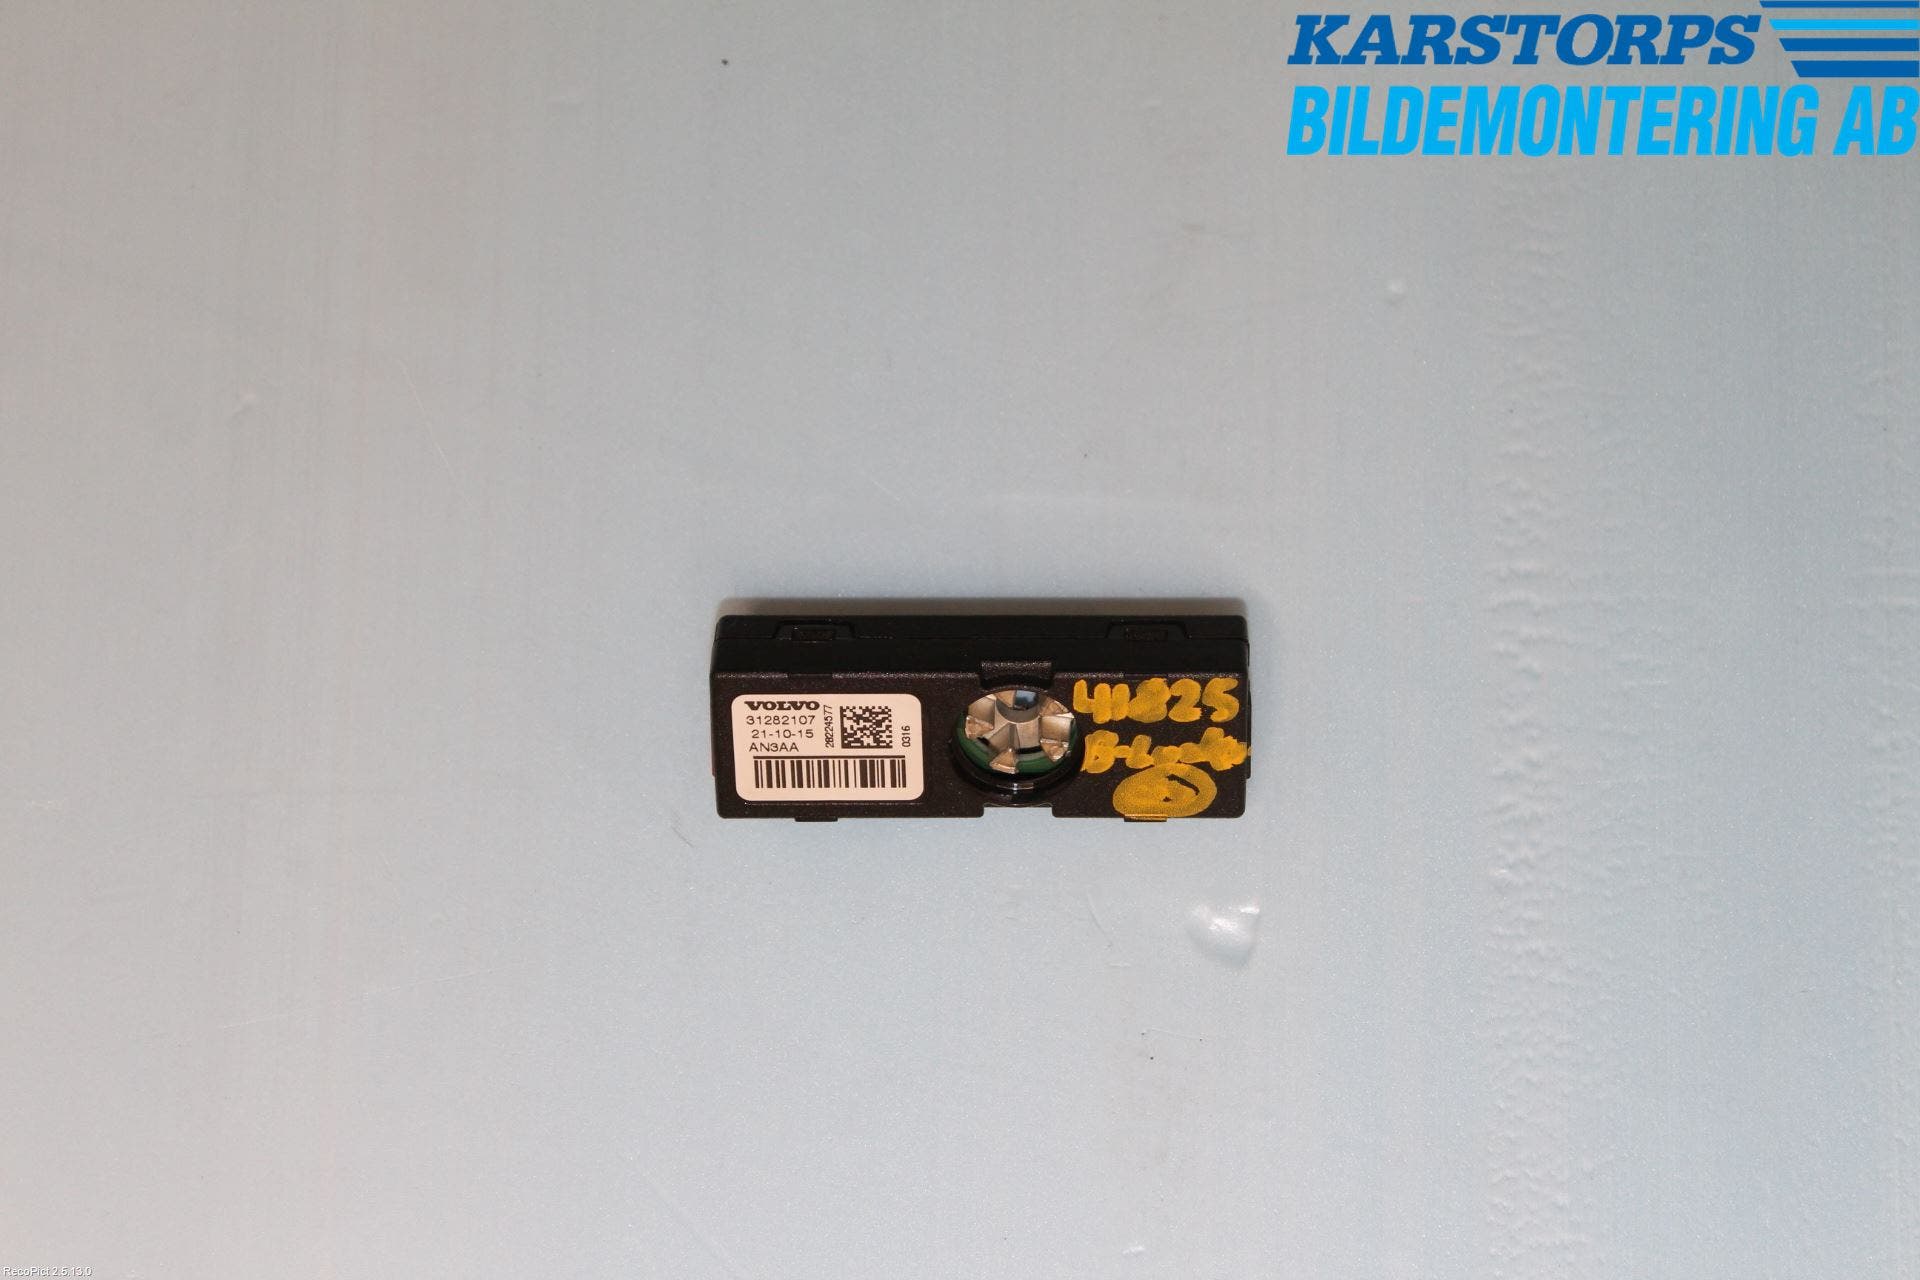 KARSTORPS
BILDEMONTERING AB
VOLVO
31282107
21-10-15
AN3AA
28224577
0316
41825
RecoPict 2.5.13.0